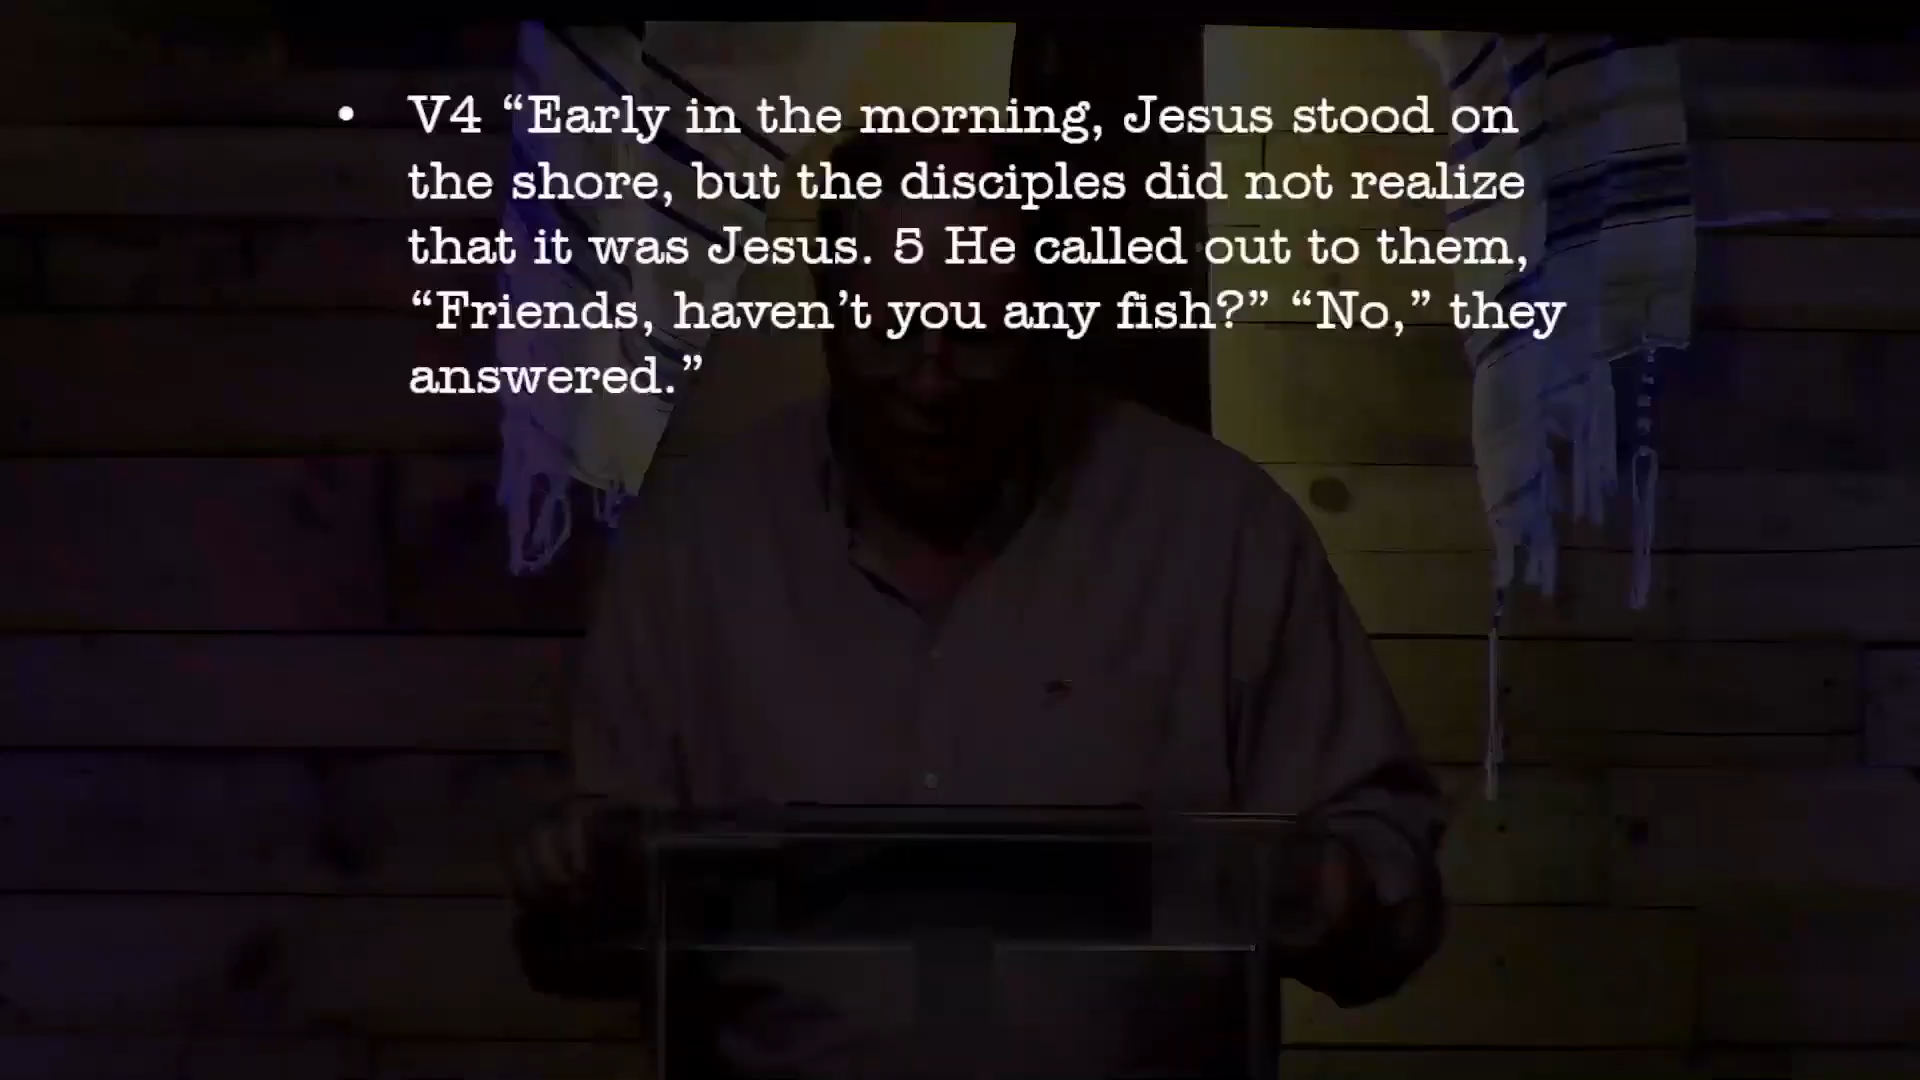 • V4 “Early in the morning, Jesus stood on
the shore, but the disciples did not realize
that it was Jesus. 5 He called out to them,
“Friends, haven’t you any fish?” “No,” they
answered.”